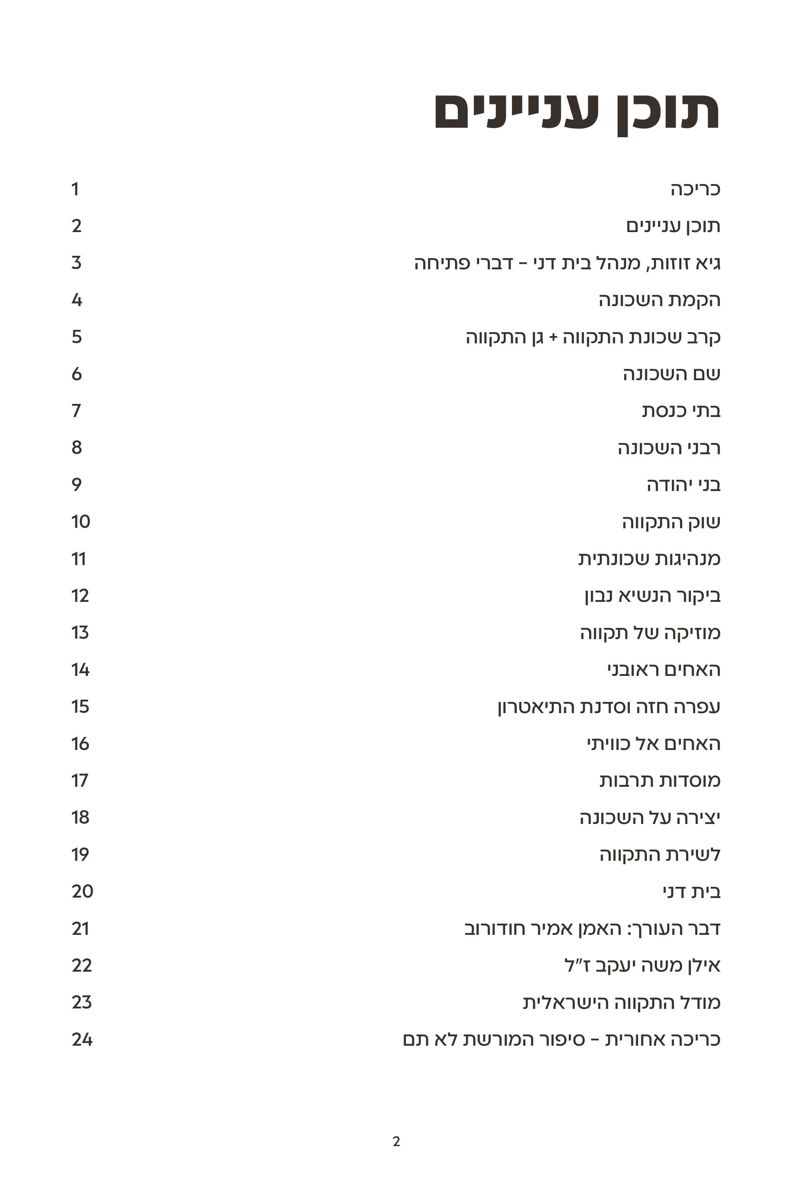 תוכן עניינים
כריכה 1
תוכן עניינים 2
גיא זוזות, מנהל בית דני – דברי פתיחה 3
הקמת השכונה 4
קרב שכונת התקווה + גן התקווה 5
שם השכונה 6
בתי כנסת 7
רבני השכונה 8
בני יהודה 9
שוק התקווה 10
מנהיגות שכונתית 11
ביקור הנשיא נבון 12
מוזיקה של תקווה 13
האחים ראובני 14
עפרה חזה וסדנת התיאטרון 15
האחים אל כוויתי 16
מוסדות תרבות 17
יצירה על השכונה 18
לשירת התקווה 19
בית דני 20
דבר העורך: האמן אמיר חודורוב 21
אילן משה יעקב ז״ל 22
מודל התקווה הישראלית 23
כריכה אחורית – סיפור המורשת לא תם 24
2